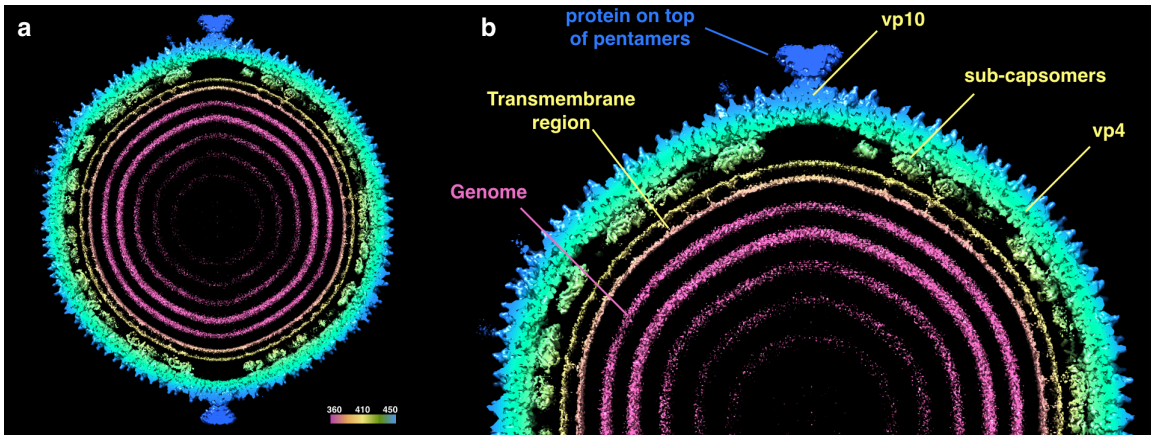 a
360 410 450
b
protein on top
of pentamers
vp10
sub-capsomers
Transmembrane
region
vp4
Genome